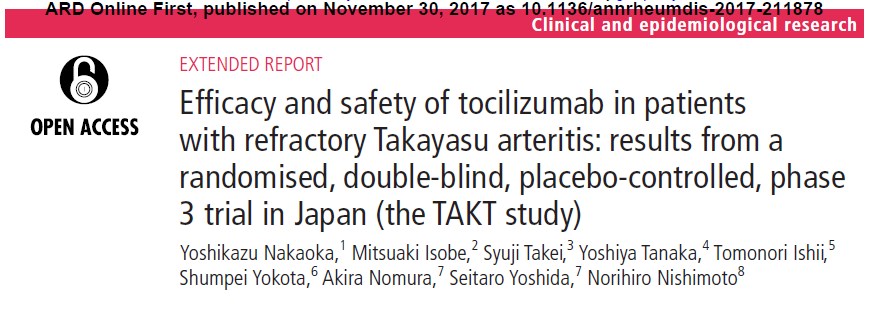 ARD Online First, published on November 30, 2017 as 10.1136/annrheumdis-2017-211878
Clinical and epidemiological research
EXTENDED REPORT
OPEN ACCESS
Efficacy and safety of tocilizumab in patients
with refractory Takayasu arteritis: results from a
randomised, double-blind, placebo-controlled, phase
3 trial in Japan (the TAKT study)
Yoshikazu Nakaoka,1 Mitsuaki Isobe,2 Syuji Takei,3 Yoshiya Tanaka,4 Tomonori Ishii,5
Shumpei Yokota,6 Akira Nomura,7 Seitaro Yoshida,7 Norihiro Nishimoto8